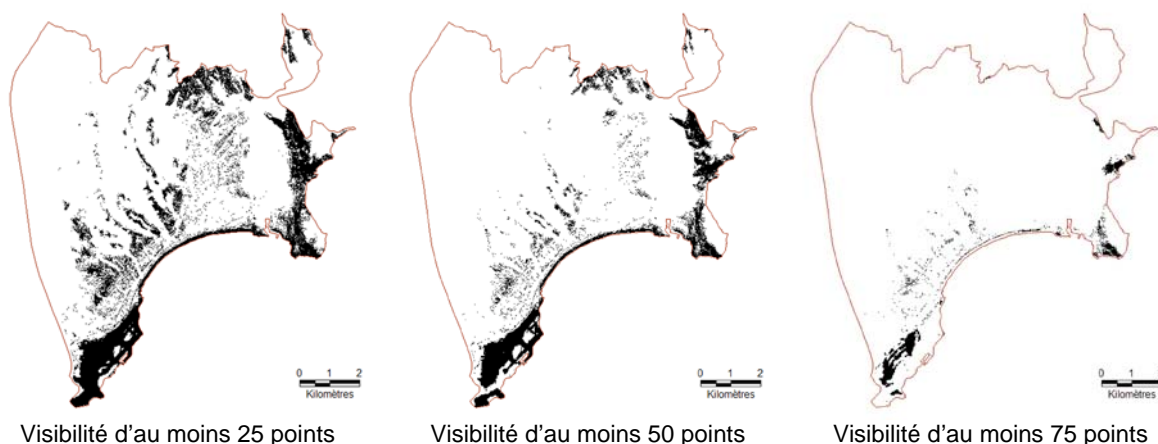 0 1 2
Kilomètres
0 1 2
Kilomètres
0 1 2
Kilomètres
Visibilité d'au moins 25 points
Visibilité d'au moins 50 points
Visibilité d'au moins 75 points